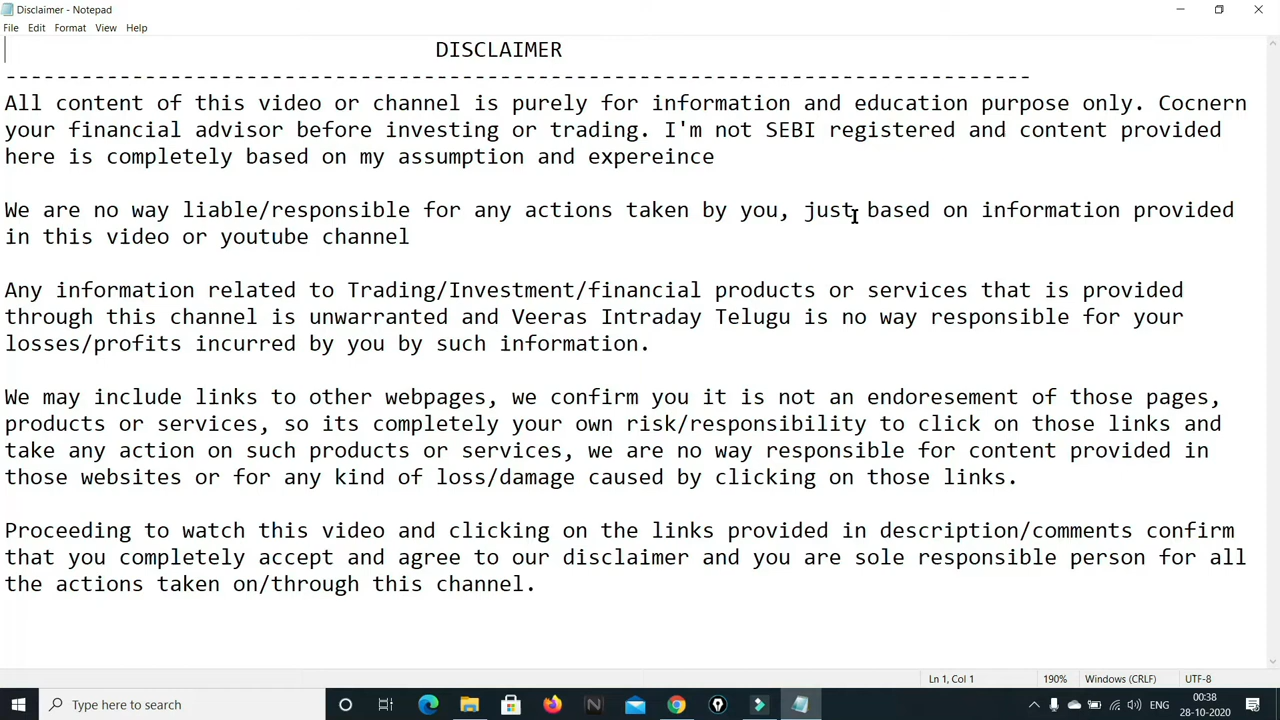 Disclaimer - Notepad
File Edit Format View Help
DISCLAIMER
---------------------------------------------------------------------------------
All content of this video or channel is purely for information and education purpose only. Cocnern
your financial advisor before investing or trading. I'm not SEBI registered and content provided
here is completely based on my assumption and expereince
We are no way liable/responsible for any actions taken by you, just based on information provided
in this video or youtube channel
Any information related to Trading/Investment/financial products or services that is provided
through this channel is unwarranted and Veeras Intraday Telugu is no way responsible for your
losses/profits incurred by you by such information.
We may include links to other webpages, we confirm you it is not an endoresement of those pages,
products or services, so its completely your own risk/responsibility to click on those links and
take any action on such products or services, we are no way responsible for content provided in
those websites or for any kind of loss/damage caused by clicking on those links.
Proceeding to watch this video and clicking on the links provided in description/comments confirm
that you completely accept and agree to our disclaimer and you are sole responsible person for all
the actions taken on/through this channel.
Ln 1, Col 1 190% Windows (CRLF) UTF-8
Type here to search
ENG
00:38
28-10-2020